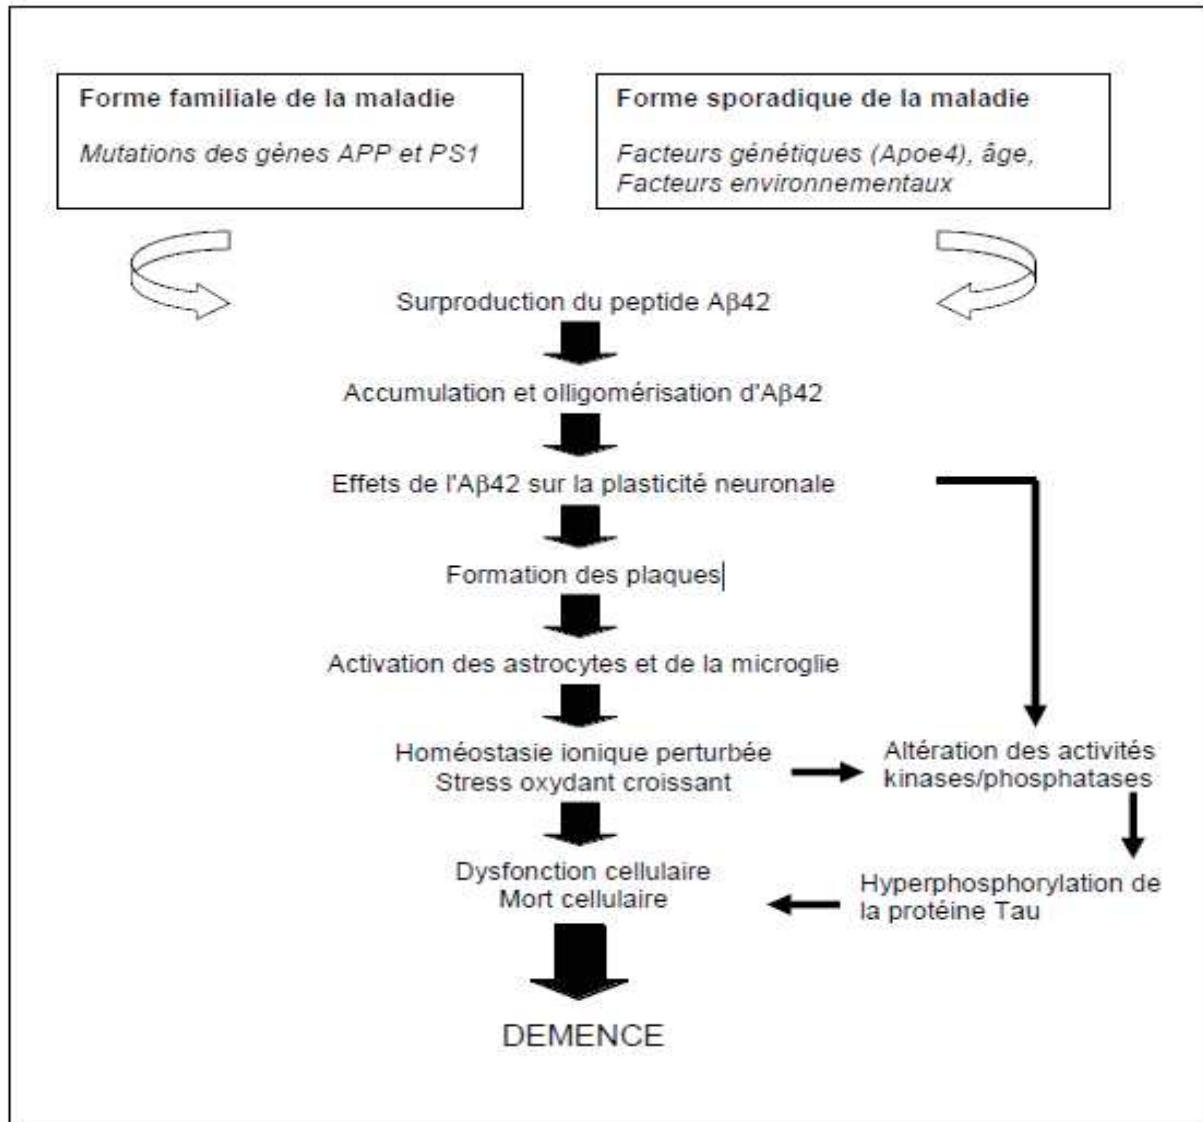 Forme familiale de la maladie
Mutations des gènes APP et PS1
Forme sporadique de la maladie
Facteurs génétiques (Apoe4), âge,
Facteurs environnementaux
Surproduction du peptide Aβ42
Accumulation et olligomérisation d'Aβ42
Effets de l'Aβ42 sur la plasticité neuronale
Formation des plaques
Activation des astrocytes et de la microglie
Homéostasie ionique perturbée
Stress oxydant croissant
Altération des activités
kinases/phosphatases
Dysfonction cellulaire
Mort cellulaire
Hyperphosphorylation de
la protéine Tau
DEMENCE